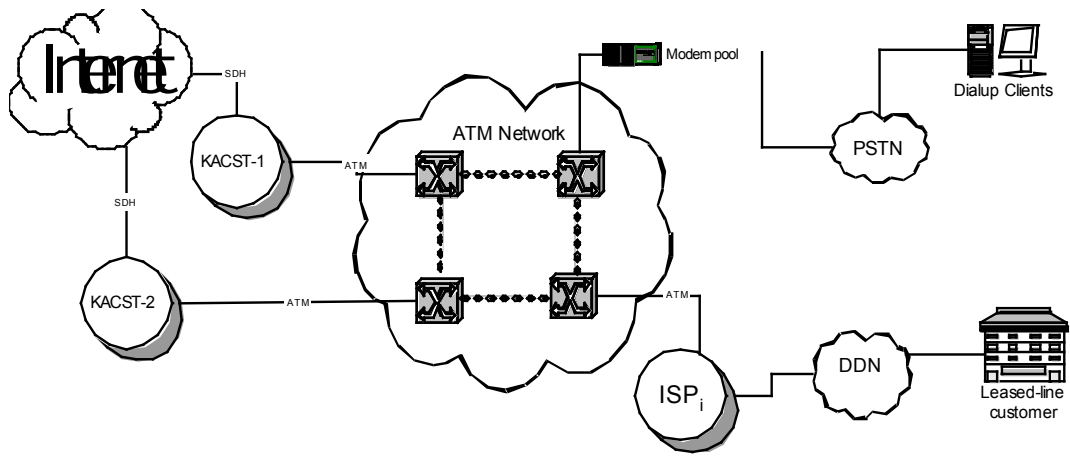 Internet
SDH
KACST-1
ATM
ATM Network
Modem pool
Dialup Clients
PSTN
SDH
KACST-2
ATM
ATM
ISPi
DDN
Leased-line
customer